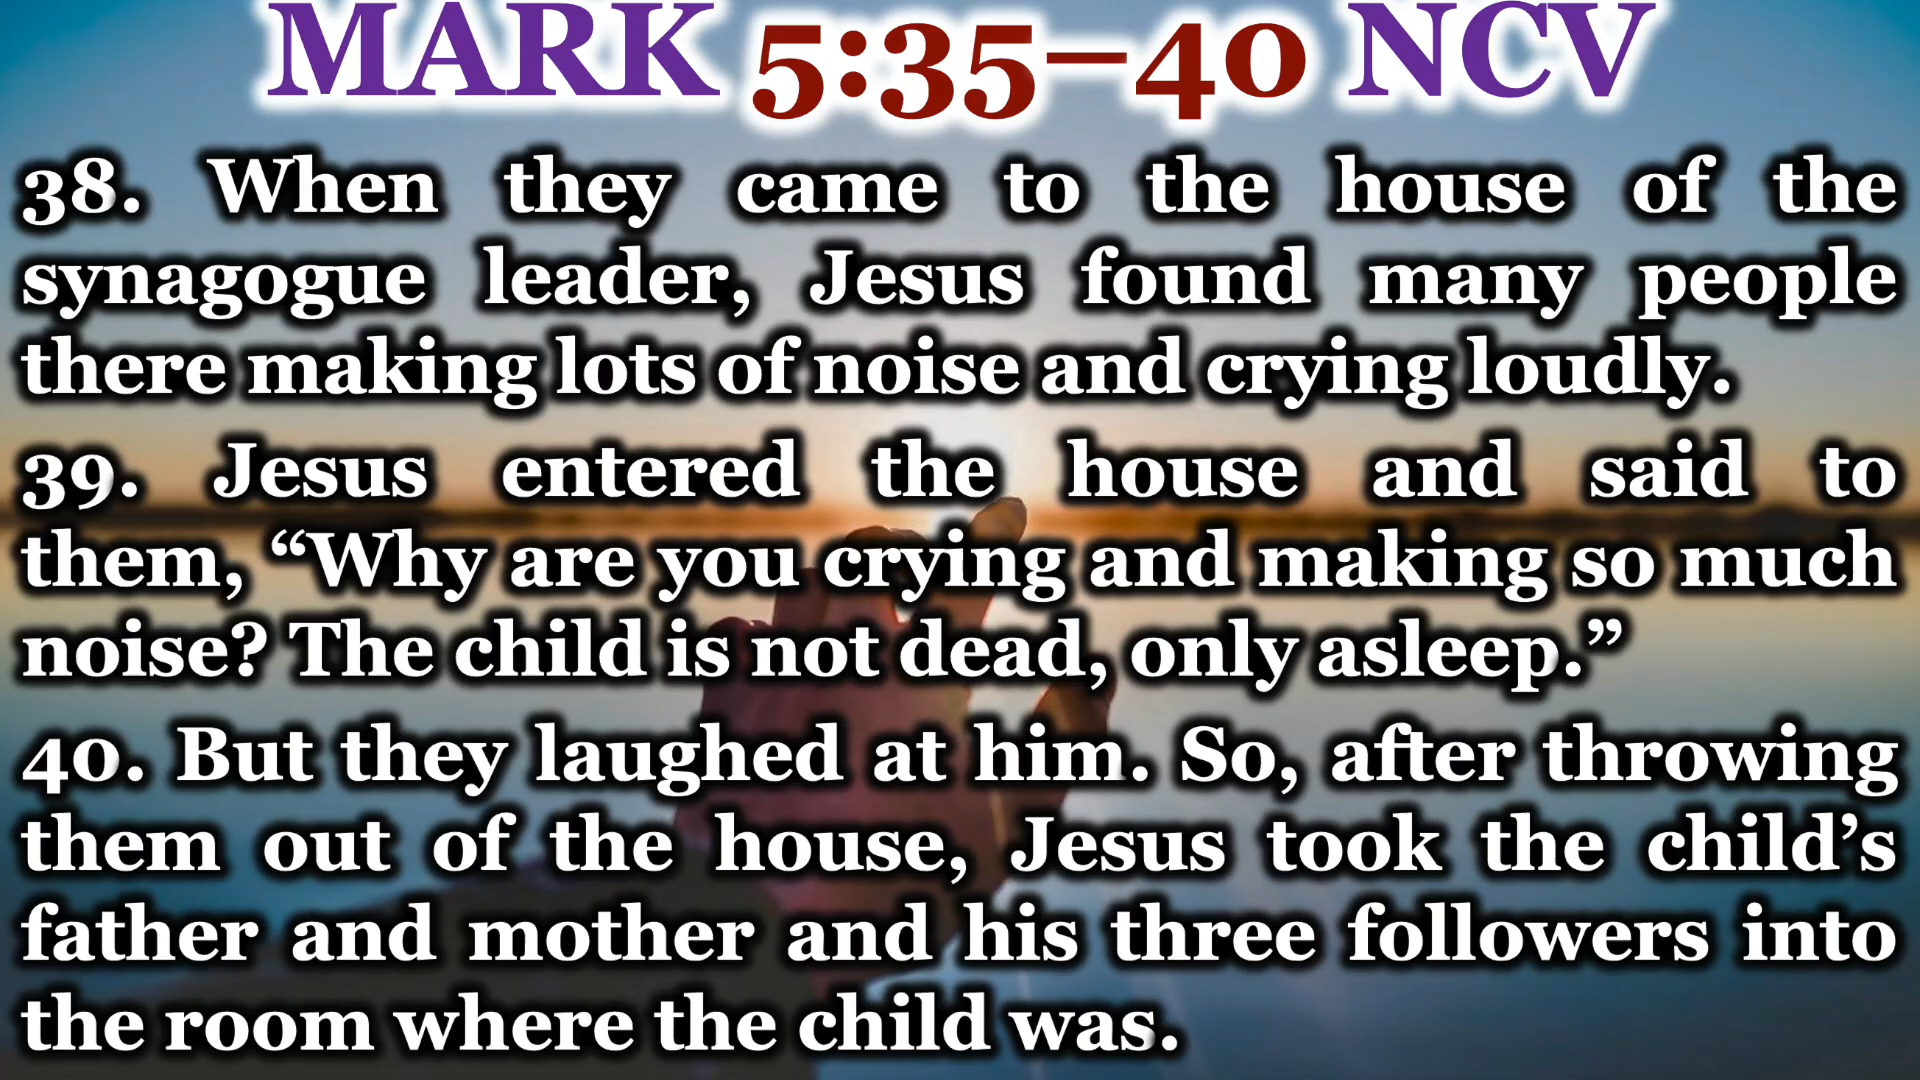 MARK 5:35–40 NCV
38. When they came to the house of the
synagogue leader, Jesus found many people
there making lots of noise and crying loudly.
39. Jesus entered the house and said to
them, “Why are you crying and making so much
noise? The child is not dead, only asleep.”
40. But they laughed at him. So, after throwing
them out of the house, Jesus took the child’s
father and mother and his three followers into
the room where the child was.